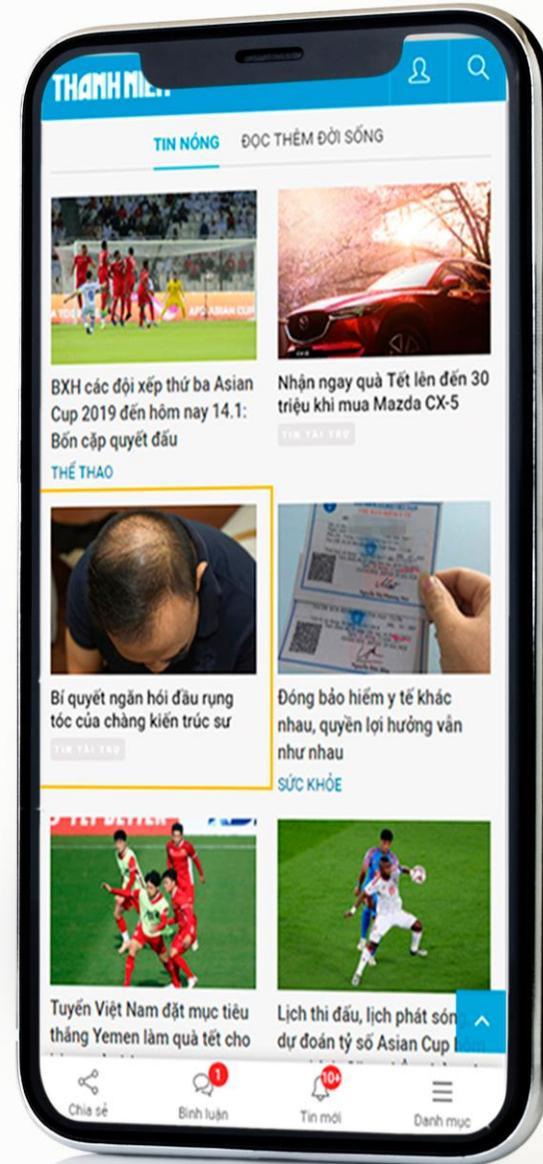 THANH NIÊN
TIN NÓNG
ĐỌC THÊM ĐỜI SỐNG
BXH các đội xếp thứ ba Asian
Cup 2019 đến hôm nay 14.1:
Bốn cặp quyết đấu
THỂ THAO
Nhận ngay quà Tết lên đến 30
triệu khi mua Mazda CX-5
TIN TÀI TRỢ
Bí quyết ngăn hói đầu rụng
tóc của chàng kiến trúc sư
TIN TÀI TRỢ
Đóng bảo hiểm y tế khác
nhau, quyền lợi hưởng vẫn
như nhau
SỨC KHỎE
Tuyển Việt Nam đặt mục tiêu
thắng Yemen làm quà tết cho
Lịch thi đấu, lịch phát sóng,
dự đoán tỷ số Asian Cup hôm
Chia sẻ
1
Bình luận
10+
Tin mới
Danh mục